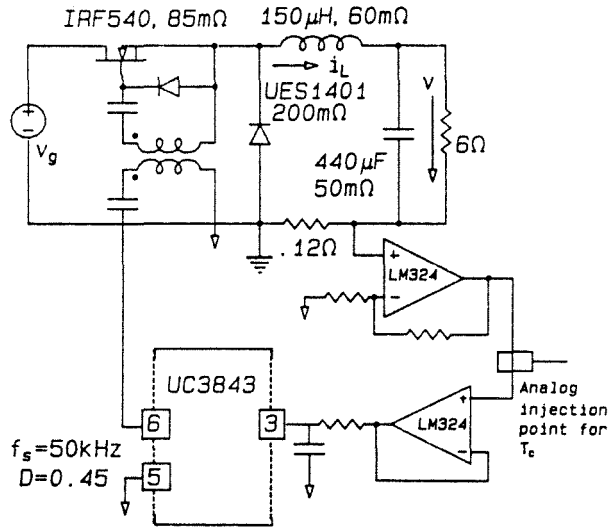 IRF540, 85mΩ
150μH, 60mΩ
i_L
UES1401
200mΩ
V
v_g
440μF
50mΩ
6Ω
.12Ω
+
LM324
−
UC3843
6
3
f_s=50kHz
D=0.45
5
+
LM324
−
Analog
injection
point for
T_c